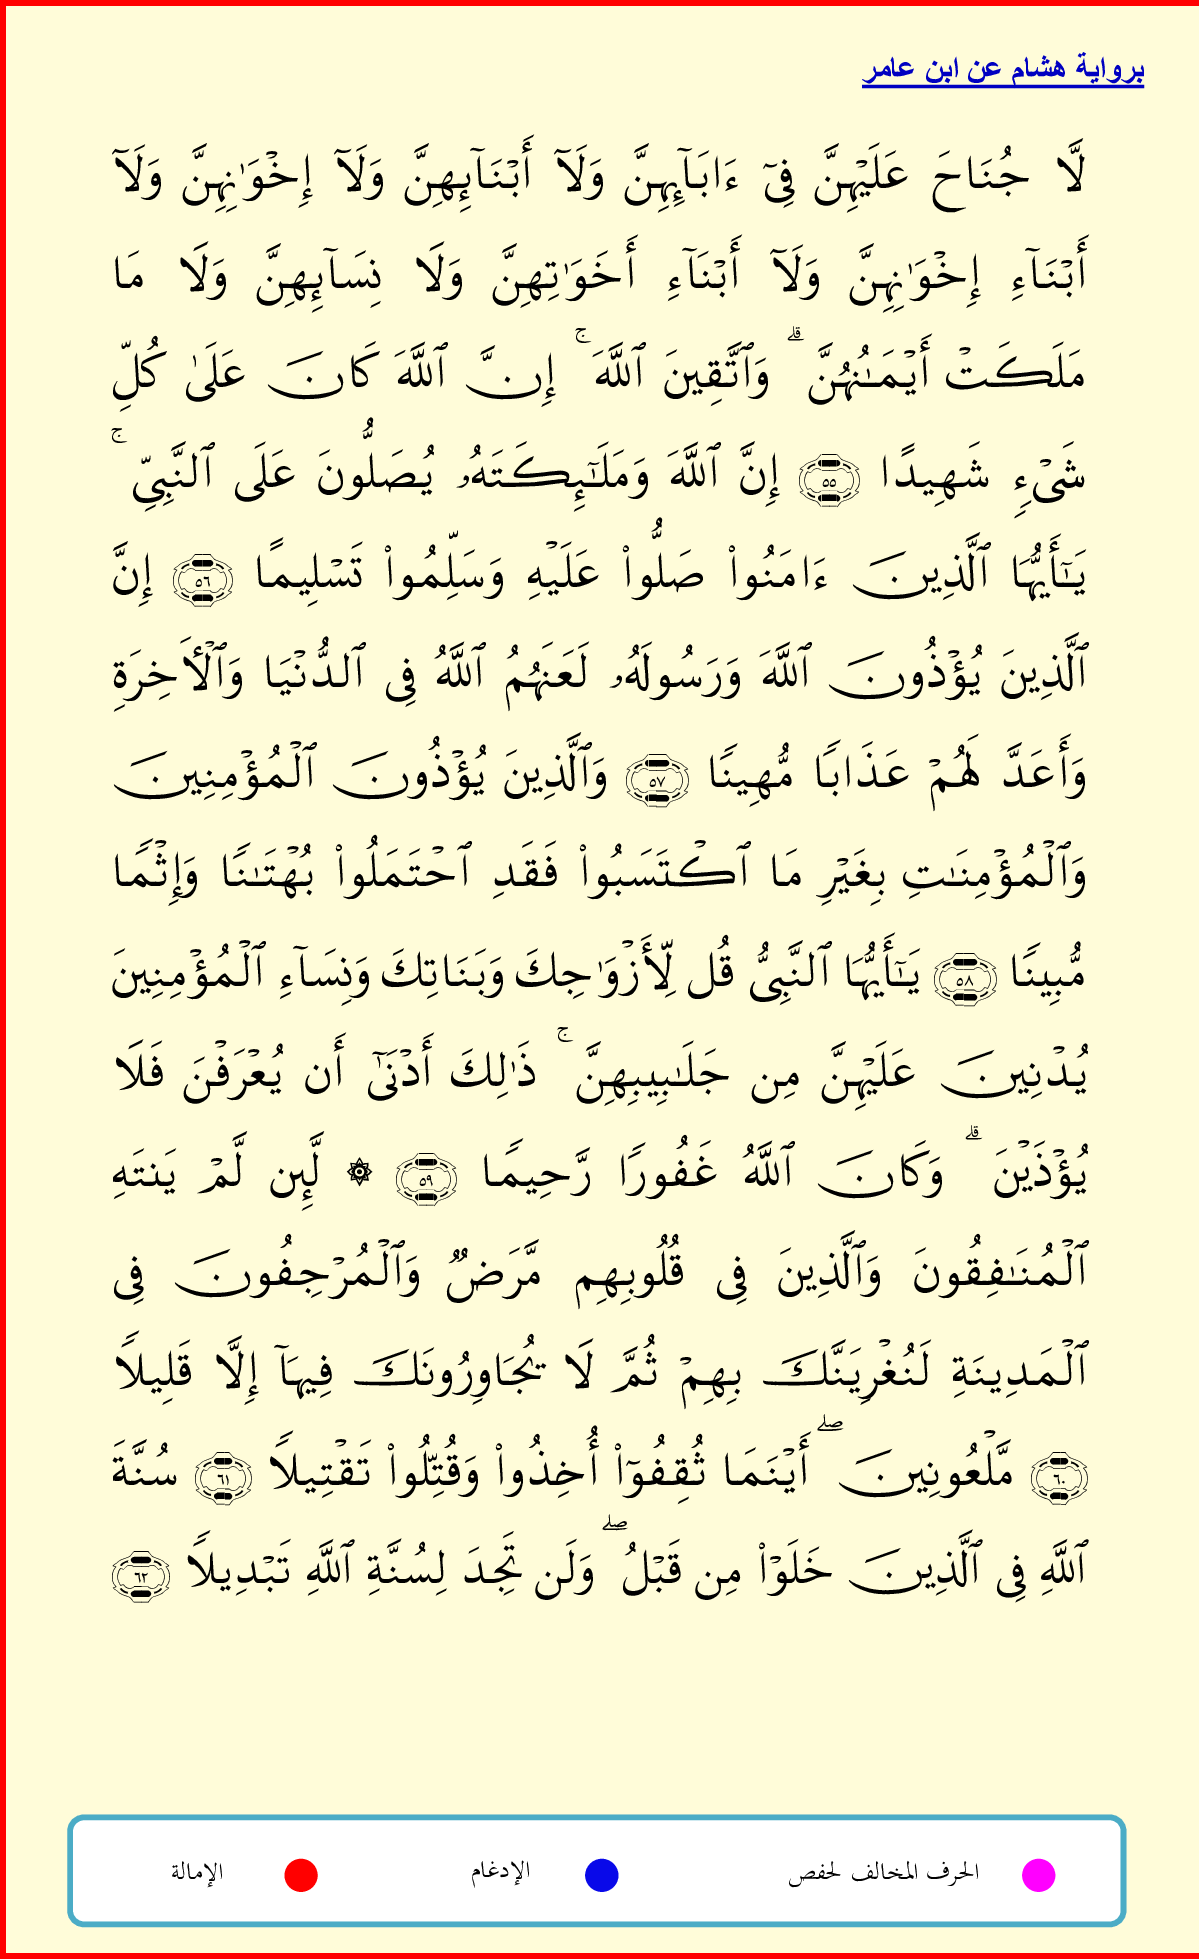 برواية هشام عن ابن عامر
لَّا جُنَاحَ عَلَيْهِنَّ فِىٓ ءَابَآئِهِنَّ وَلَآ أَبْنَآئِهِنَّ وَلَآ إِخْوَٰنِهِنَّ وَلَآ
أَبْنَآءِ إِخْوَٰنِهِنَّ وَلَآ أَبْنَآءِ أَخَوَٰتِهِنَّ وَلَا نِسَآئِهِنَّ وَلَا مَا
مَلَكَتْ أَيْمَـٰنُهُنَّ ۗ وَٱتَّقِينَ ٱللَّهَ ۚ إِنَّ ٱللَّهَ كَانَ عَلَىٰ كُلِّ
شَىْءٍ شَهِيدًا ٥٥ إِنَّ ٱللَّهَ وَمَلَـٰٓئِكَتَهُۥ يُصَلُّونَ عَلَى ٱلنَّبِىِّ ۚ
يَـٰٓأَيُّهَا ٱلَّذِينَ ءَامَنُوا۟ صَلُّوا۟ عَلَيْهِ وَسَلِّمُوا۟ تَسْلِيمًا ٥٦ إِنَّ
ٱلَّذِينَ يُؤْذُونَ ٱللَّهَ وَرَسُولَهُۥ لَعَنَهُمُ ٱللَّهُ فِى ٱلدُّنْيَا وَٱلْأَخِرَةِ
وَأَعَدَّ لَهُمْ عَذَابًا مُّهِينًا ٥٧ وَٱلَّذِينَ يُؤْذُونَ ٱلْمُؤْمِنِينَ
وَٱلْمُؤْمِنَـٰتِ بِغَيْرِ مَا ٱكْتَسَبُوا۟ فَقَدِ ٱحْتَمَلُوا۟ بُهْتَـٰنًا وَإِثْمًا
مُّبِينًا ٥٨ يَـٰٓأَيُّهَا ٱلنَّبِىُّ قُل لِّأَزْوَٰجِكَ وَبَنَاتِكَ وَنِسَآءِ ٱلْمُؤْمِنِينَ
يُدْنِينَ عَلَيْهِنَّ مِن جَلَـٰبِيبِهِنَّ ۚ ذَٰلِكَ أَدْنَىٰٓ أَن يُعْرَفْنَ فَلَا
يُؤْذَيْنَ ۗ وَكَانَ ٱللَّهُ غَفُورًا رَّحِيمًا ٥٩ ۞ لَّئِن لَّمْ يَنتَهِ
ٱلْمُنَـٰفِقُونَ وَٱلَّذِينَ فِى قُلُوبِهِم مَّرَضٌ وَٱلْمُرْجِفُونَ فِى
ٱلْمَدِينَةِ لَنُغْرِيَنَّكَ بِهِمْ ثُمَّ لَا يُجَاوِرُونَكَ فِيهَآ إِلَّا قَلِيلًا
٦٠ مَّلْعُونِينَ ۖ أَيْنَمَا ثُقِفُوٓا۟ أُخِذُوا۟ وَقُتِّلُوا۟ تَقْتِيلًا ٦١ سُنَّةَ
ٱللَّهِ فِى ٱلَّذِينَ خَلَوْا۟ مِن قَبْلُ ۖ وَلَن تَجِدَ لِسُنَّةِ ٱللَّهِ تَبْدِيلًا ٦٢
الحرف المخالف لحفص الإدغام الإمالة